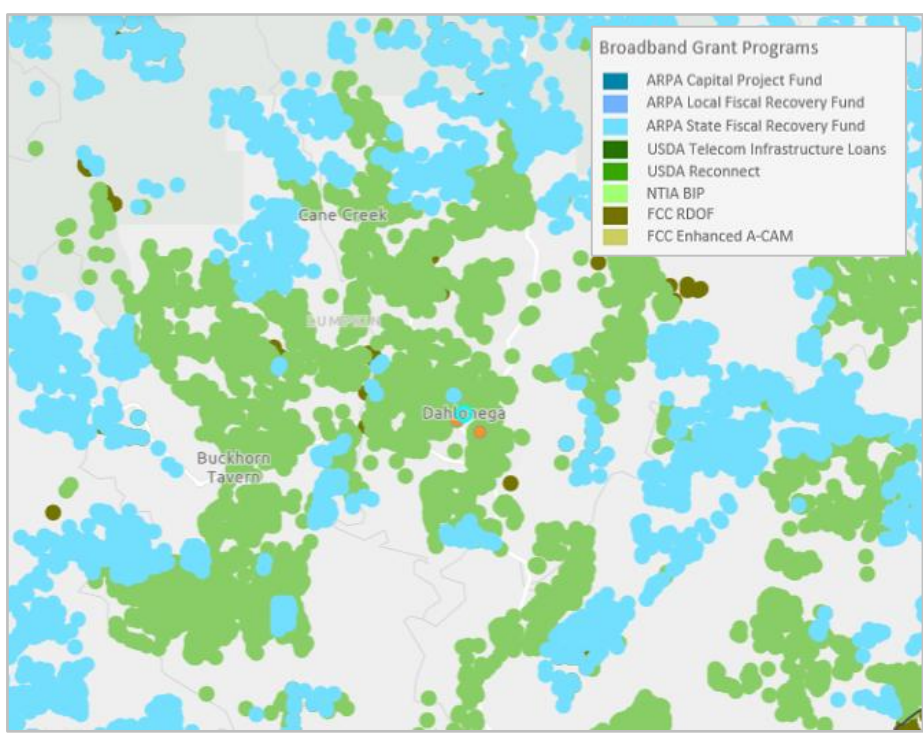 Broadband Grant Programs
ARPA Capital Project Fund
ARPA Local Fiscal Recovery Fund
ARPA State Fiscal Recovery Fund
USDA Telecom Infrastructure Loans
USDA Reconnect
NTIA BIP
FCC RDOF
FCC Enhanced A-CAM
Cane Creek
LUMPKIN
Dahlonega
Buckhorn
Tavern